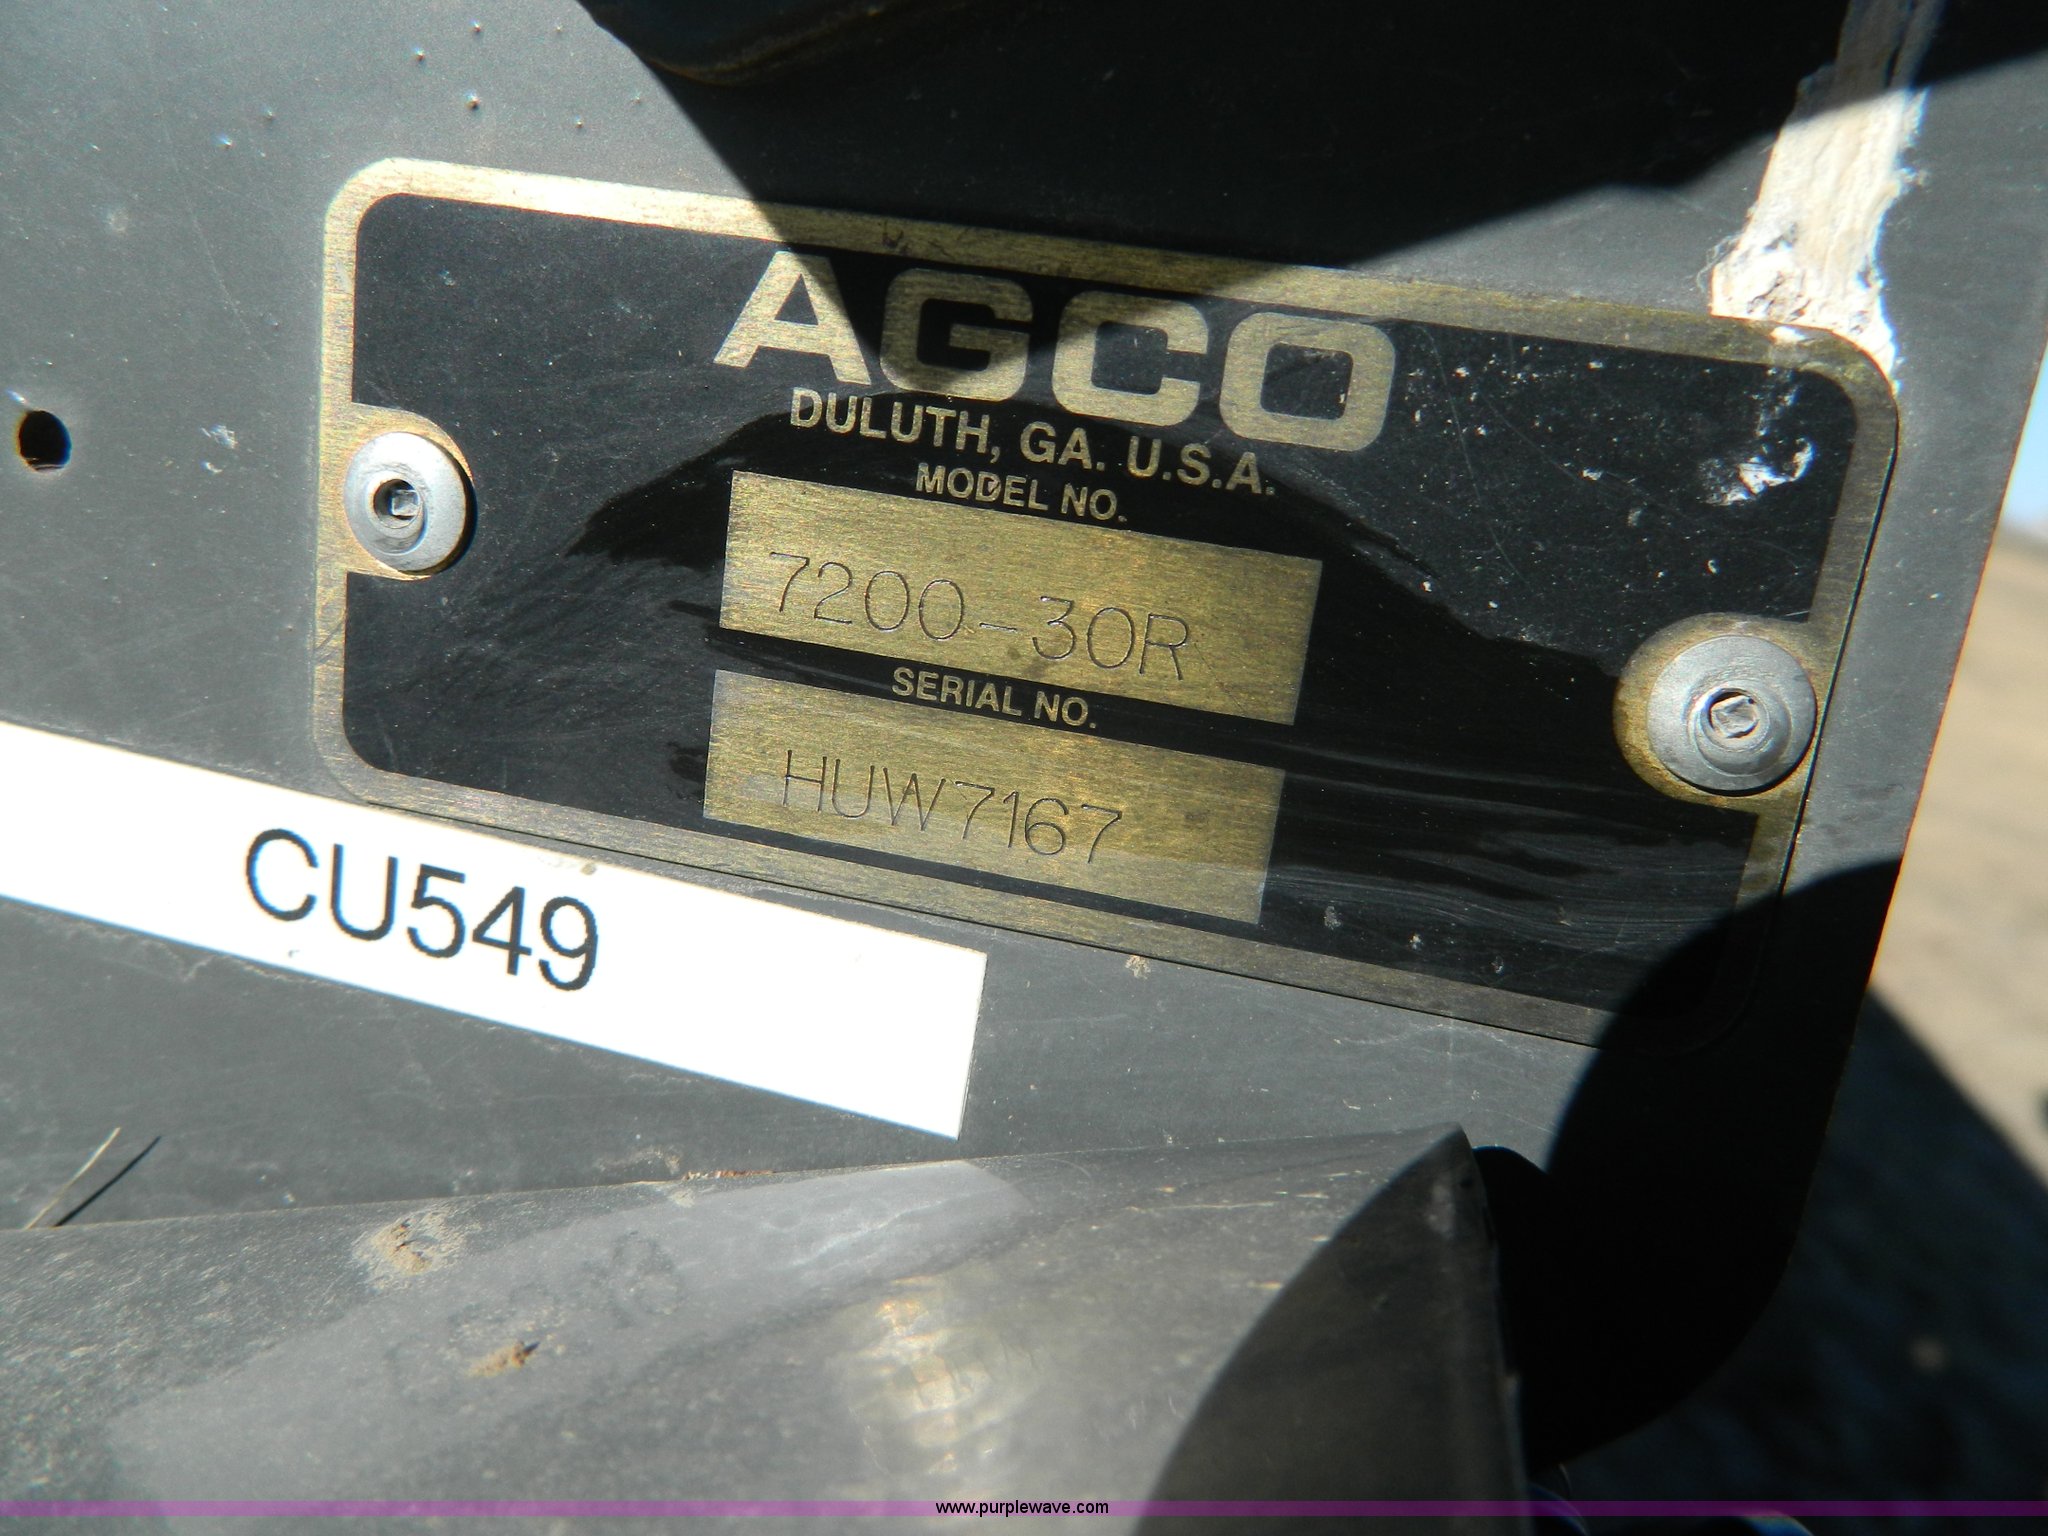 AGCO
DULUTH, GA. U.S.A.
MODEL NO.
7200-30R
SERIAL NO.
HUW7167
CU549
www.purplewave.com